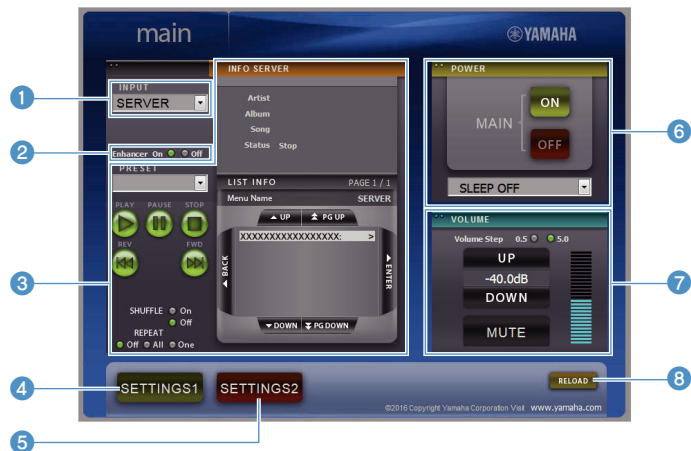 main
YAMAHA
INPUT
SERVER
Enhancer On Off
PRESET
PLAY PAUSE STOP
REV FWD
SHUFFLE On
Off
REPEAT
Off All One
INFO SERVER
Artist
Album
Song
Status Stop
LIST INFO PAGE 1 / 1
Menu Name SERVER
UP PG UP
XXXXXXXXXXXXXXXXX: >
BACK
ENTER
DOWN PG DOWN
POWER
MAIN
ON
OFF
SLEEP OFF
VOLUME
Volume Step 0.5 5.0
UP
-40.0dB
DOWN
MUTE
SETTINGS1
SETTINGS2
RELOAD
©2016 Copyright Yamaha Corporation Visit www.yamaha.com
1
2
3
4
5
6
7
8